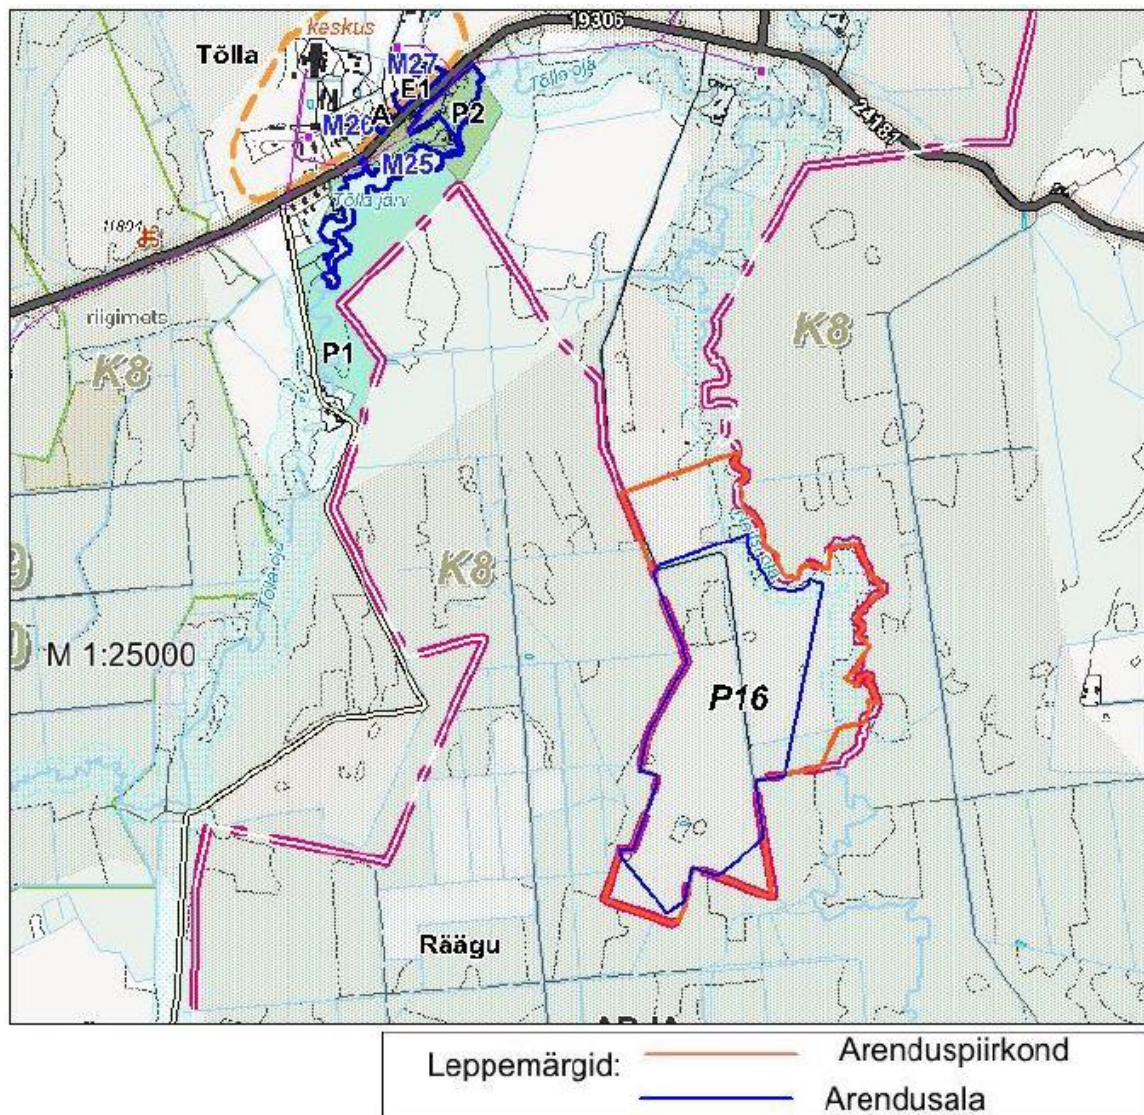 keskus
19306
Tõlla
M27
Tõlla oja
E1
A
P2
M26
M25
21181
Tõlla järv
11804
riigimets
K8
K8
P1
K8
Tõlla oja
M 1:25000
P16
Räägu
Leppemärgid:
Arenduspiirkond
Arendusala